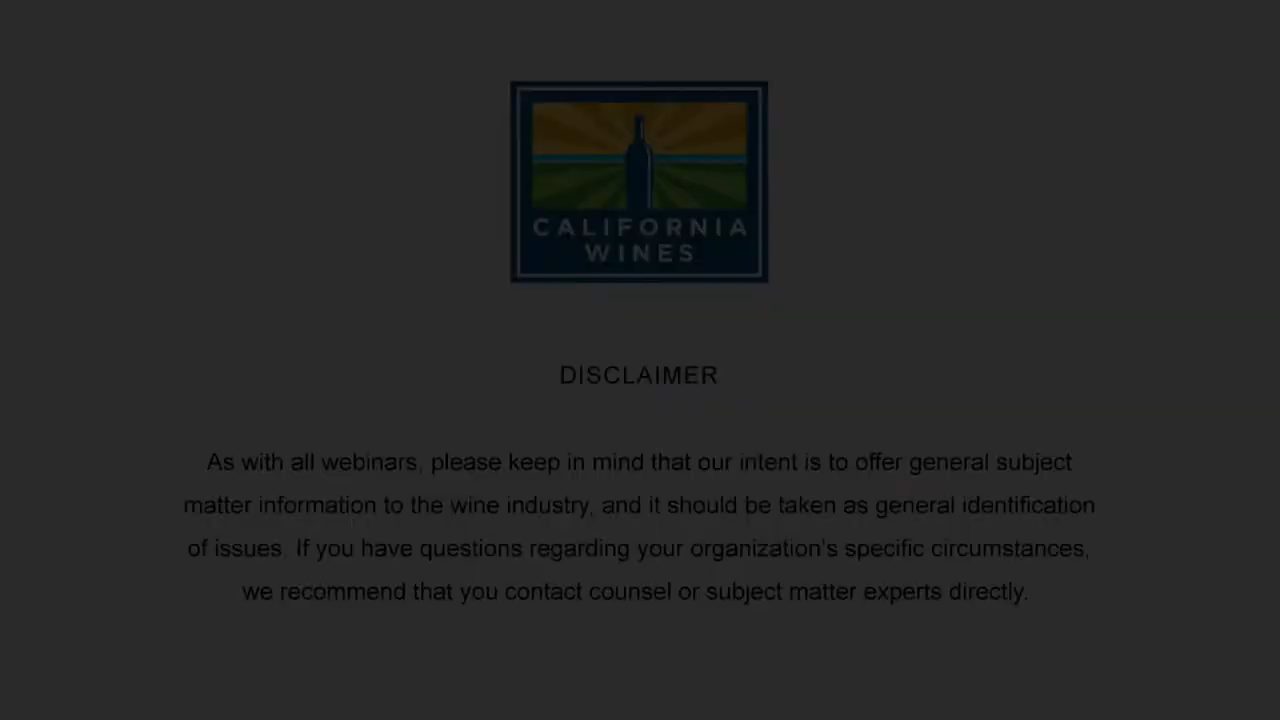 CALIFORNIA
WINES
DISCLAIMER
As with all webinars, please keep in mind that our intent is to offer general subject
matter information to the wine industry, and it should be taken as general identification
of issues. If you have questions regarding your organization's specific circumstances,
we recommend that you contact counsel or subject matter experts directly.